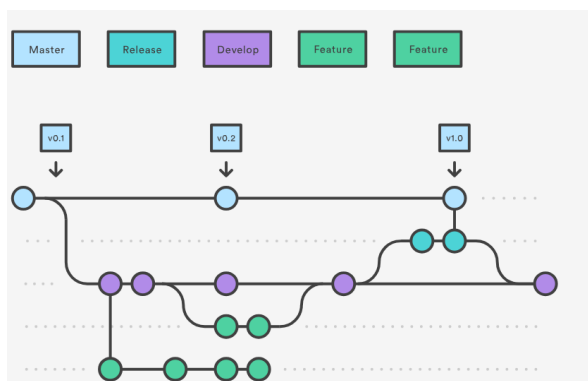 Master
Release
Develop
Feature
Feature
v0.1
v0.2
v1.0